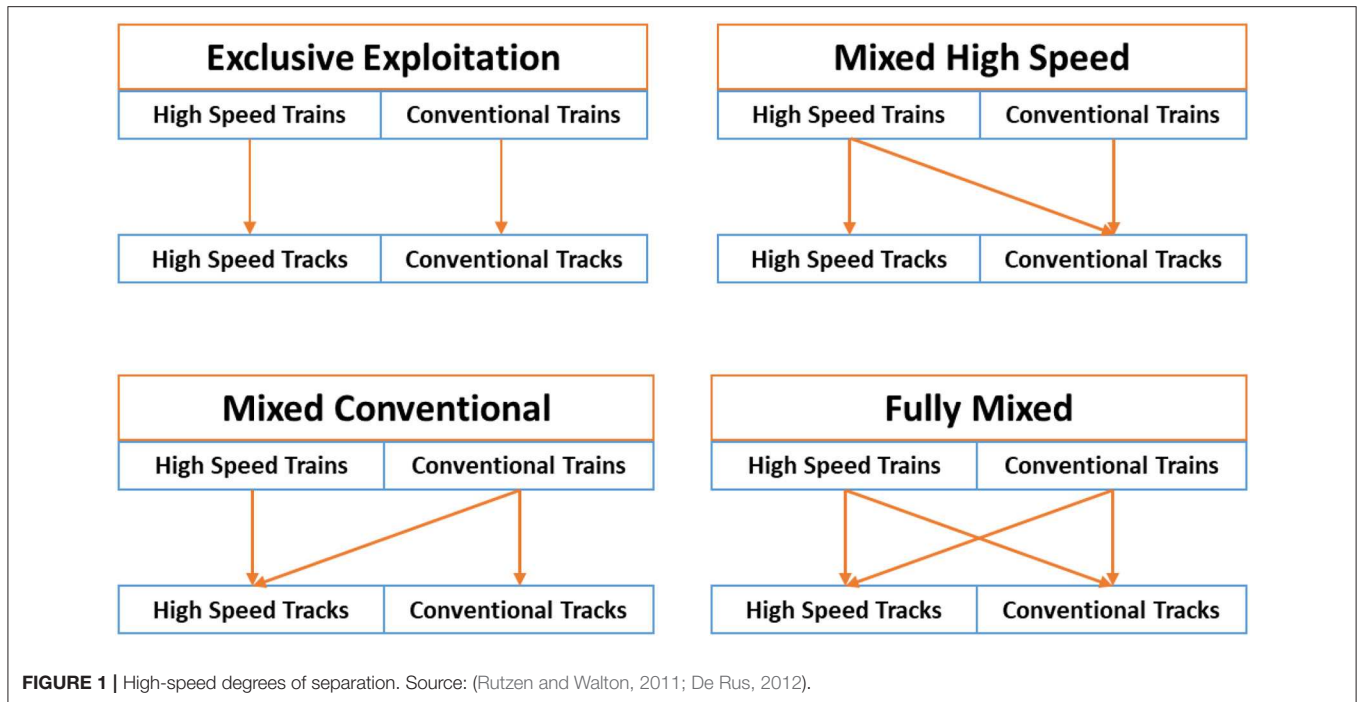 Exclusive Exploitation
High Speed Trains Conventional Trains
High Speed Tracks Conventional Tracks
Mixed High Speed
High Speed Trains Conventional Trains
High Speed Tracks Conventional Tracks
Mixed Conventional
High Speed Trains Conventional Trains
High Speed Tracks Conventional Tracks
Fully Mixed
High Speed Trains Conventional Trains
High Speed Tracks Conventional Tracks
FIGURE 1 | High-speed degrees of separation. Source: (Rutzen and Walton, 2011; De Rus, 2012).